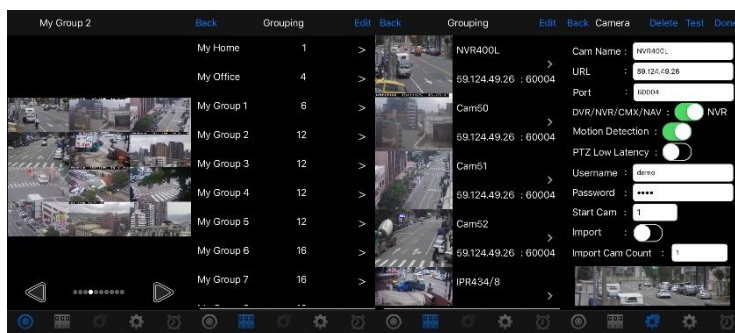 My Group 2
Back Grouping Edit
My Home 1 >
My Office 4 >
My Group 1 6 >
My Group 2 12 >
My Group 3 12 >
My Group 4 12 >
My Group 5 12 >
My Group 6 16 >
My Group 7 16 >
Back Grouping Edit
NVR400L
59.124.49.26 : 60004
Cam50
59.124.49.26 : 60004
Cam51
59.124.49.26 : 60004
Cam52
59.124.49.26 : 60004
IPR434/8
Back Camera Delete Test Done
Cam Name : NVR400L
URL : 59.124.49.26
Port : 60004
DVR/NVR/CMX/NAV : NVR
Motion Detection :
PTZ Low Latency :
Username : demo
Password : ••••
Start Cam : 1
Import :
Import Cam Count : 1